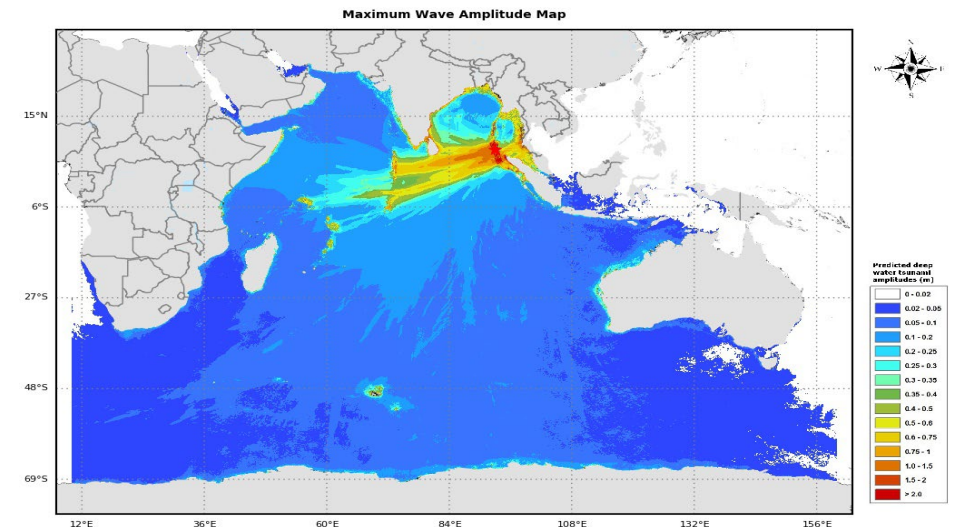 Maximum Wave Amplitude Map
N
W
E
S
15°N
6°S
27°S
48°S
69°S
12°E
36°E
60°E
84°E
108°E
132°E
156°E
Predicted deep
water tsunami
amplitudes (m)
0 - 0.02
0.02 - 0.05
0.05 - 0.1
0.1 - 0.2
0.2 - 0.25
0.25 - 0.3
0.3 - 0.35
0.35 - 0.4
0.4 - 0.5
0.5 - 0.6
0.6 - 0.75
0.75 - 1
1.0 - 1.5
1.5 - 2
> 2.0